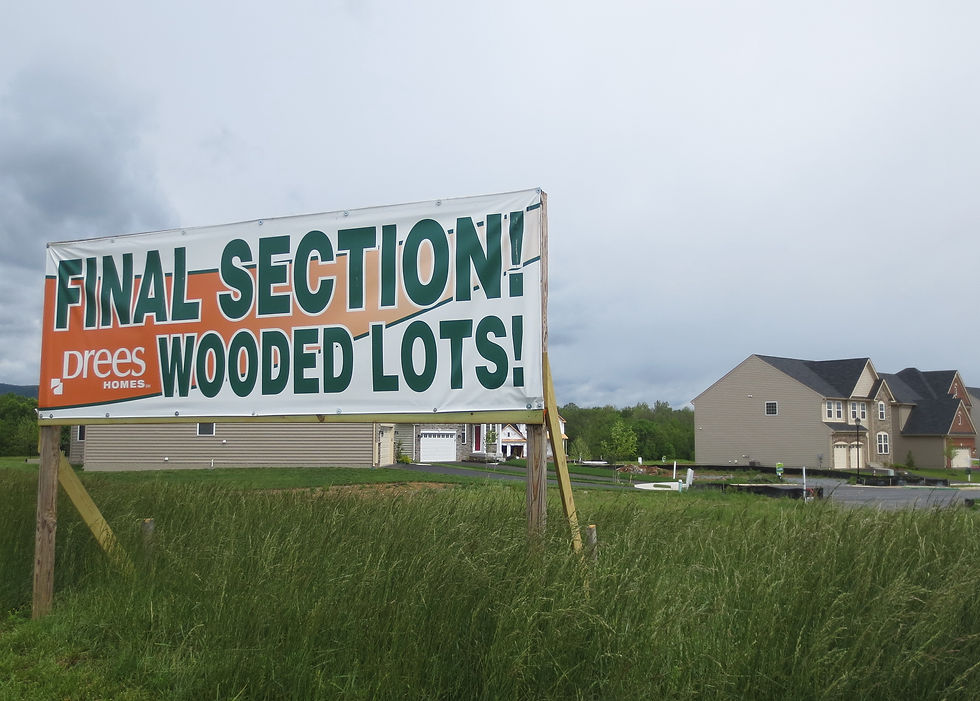 FINAL SECTION!
Drees
HOMES
WOODED LOTS!